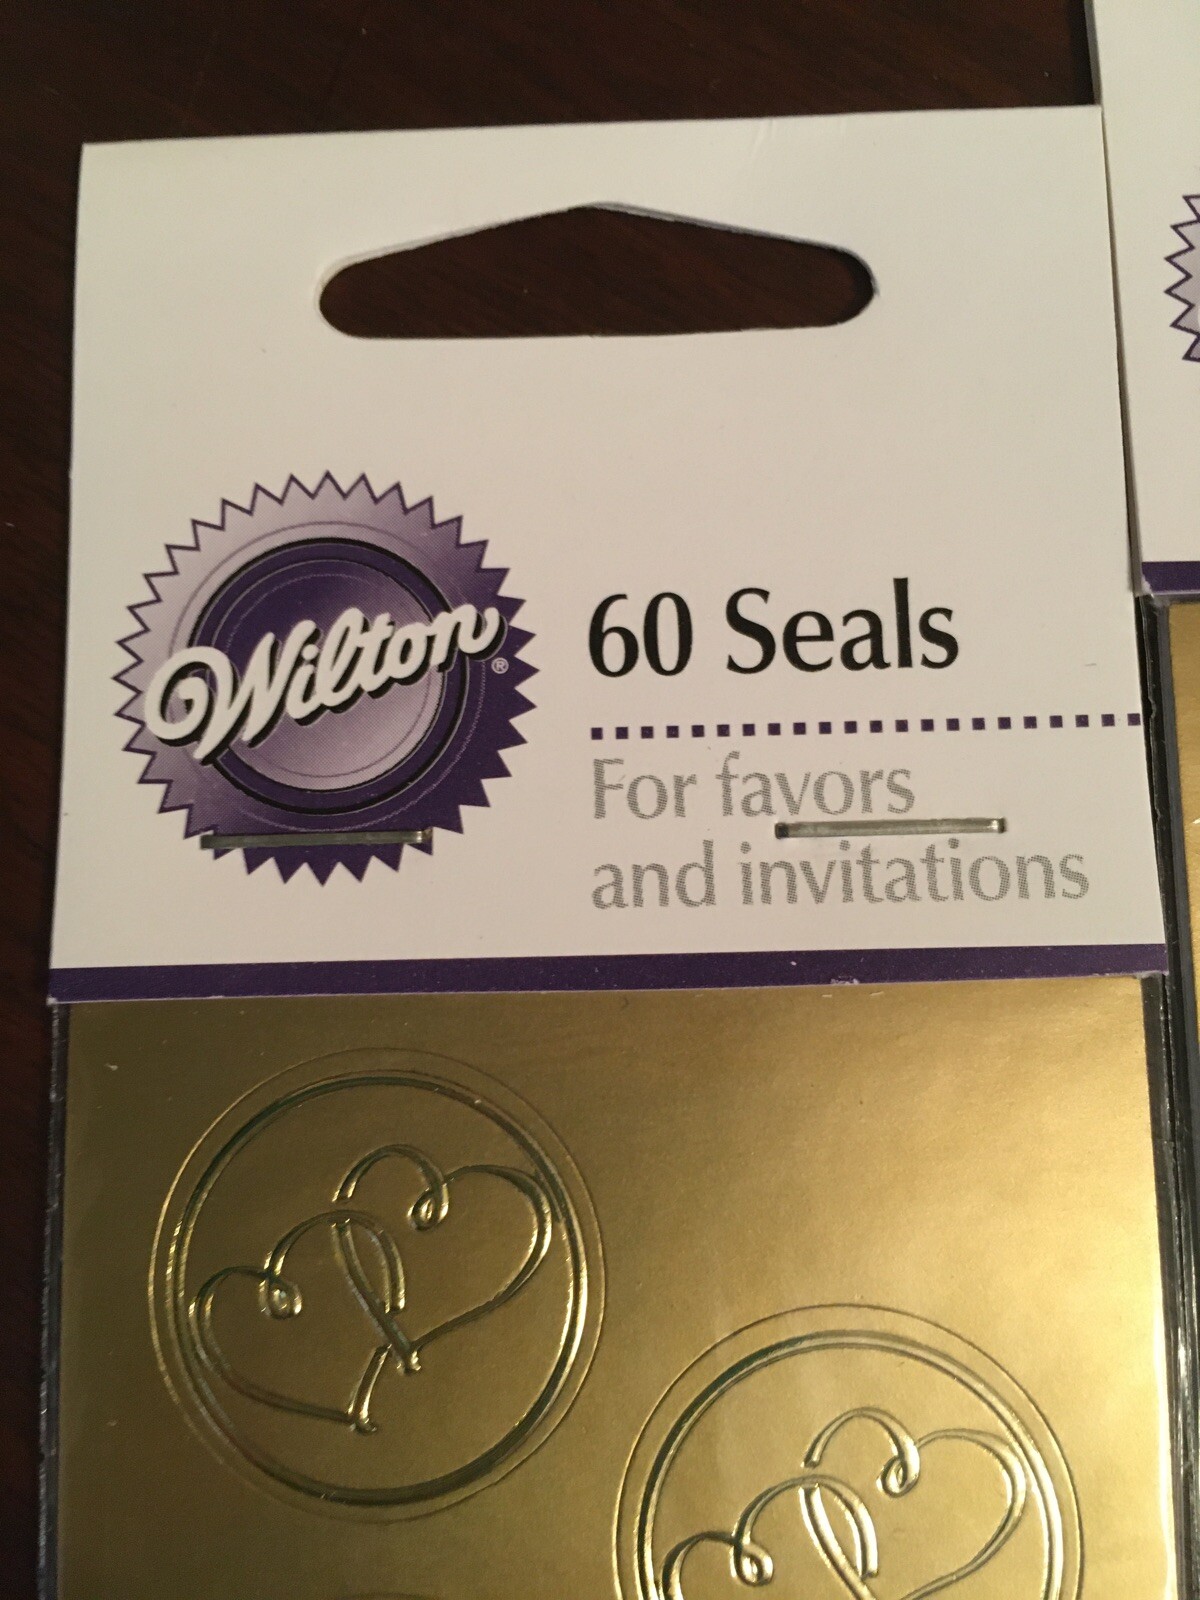 Wilton®
60 Seals
For favors
and invitations